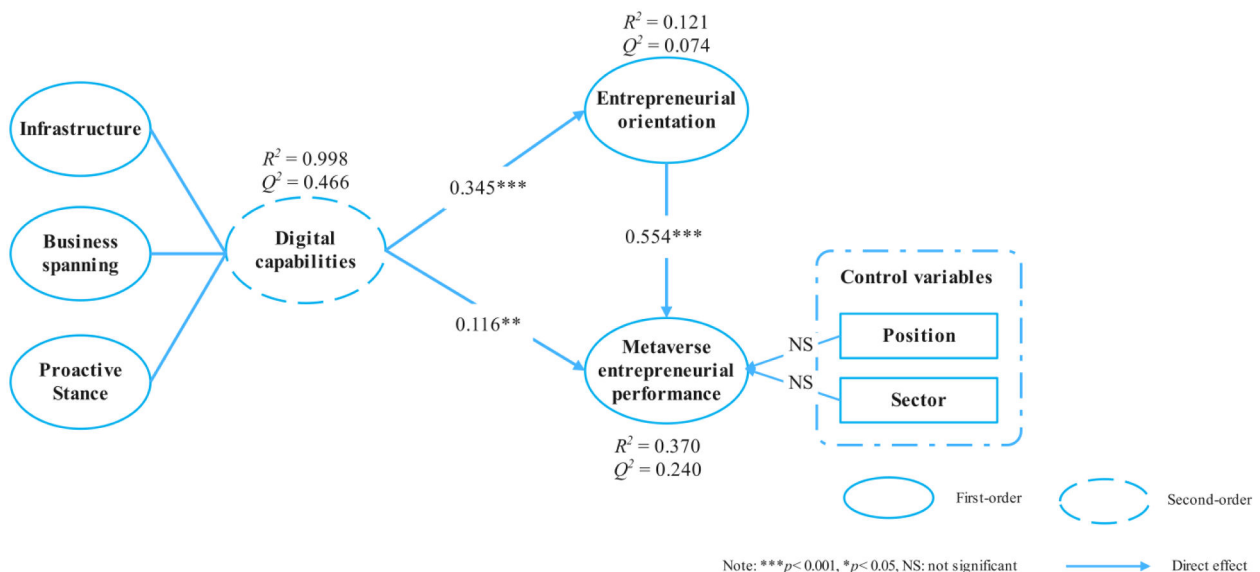 R² = 0.121
Q² = 0.074
Entrepreneurial
orientation
Infrastructure
R² = 0.998
Q² = 0.466
0.345***
Business
spanning
Digital
capabilities
0.554***
Control variables
0.116**
Proactive
Stance
Metaverse
entrepreneurial
performance
NS
Position
NS
Sector
R² = 0.370
Q² = 0.240
First-order
Second-order
Note: ***p< 0.001, *p< 0.05, NS: not significant
Direct effect